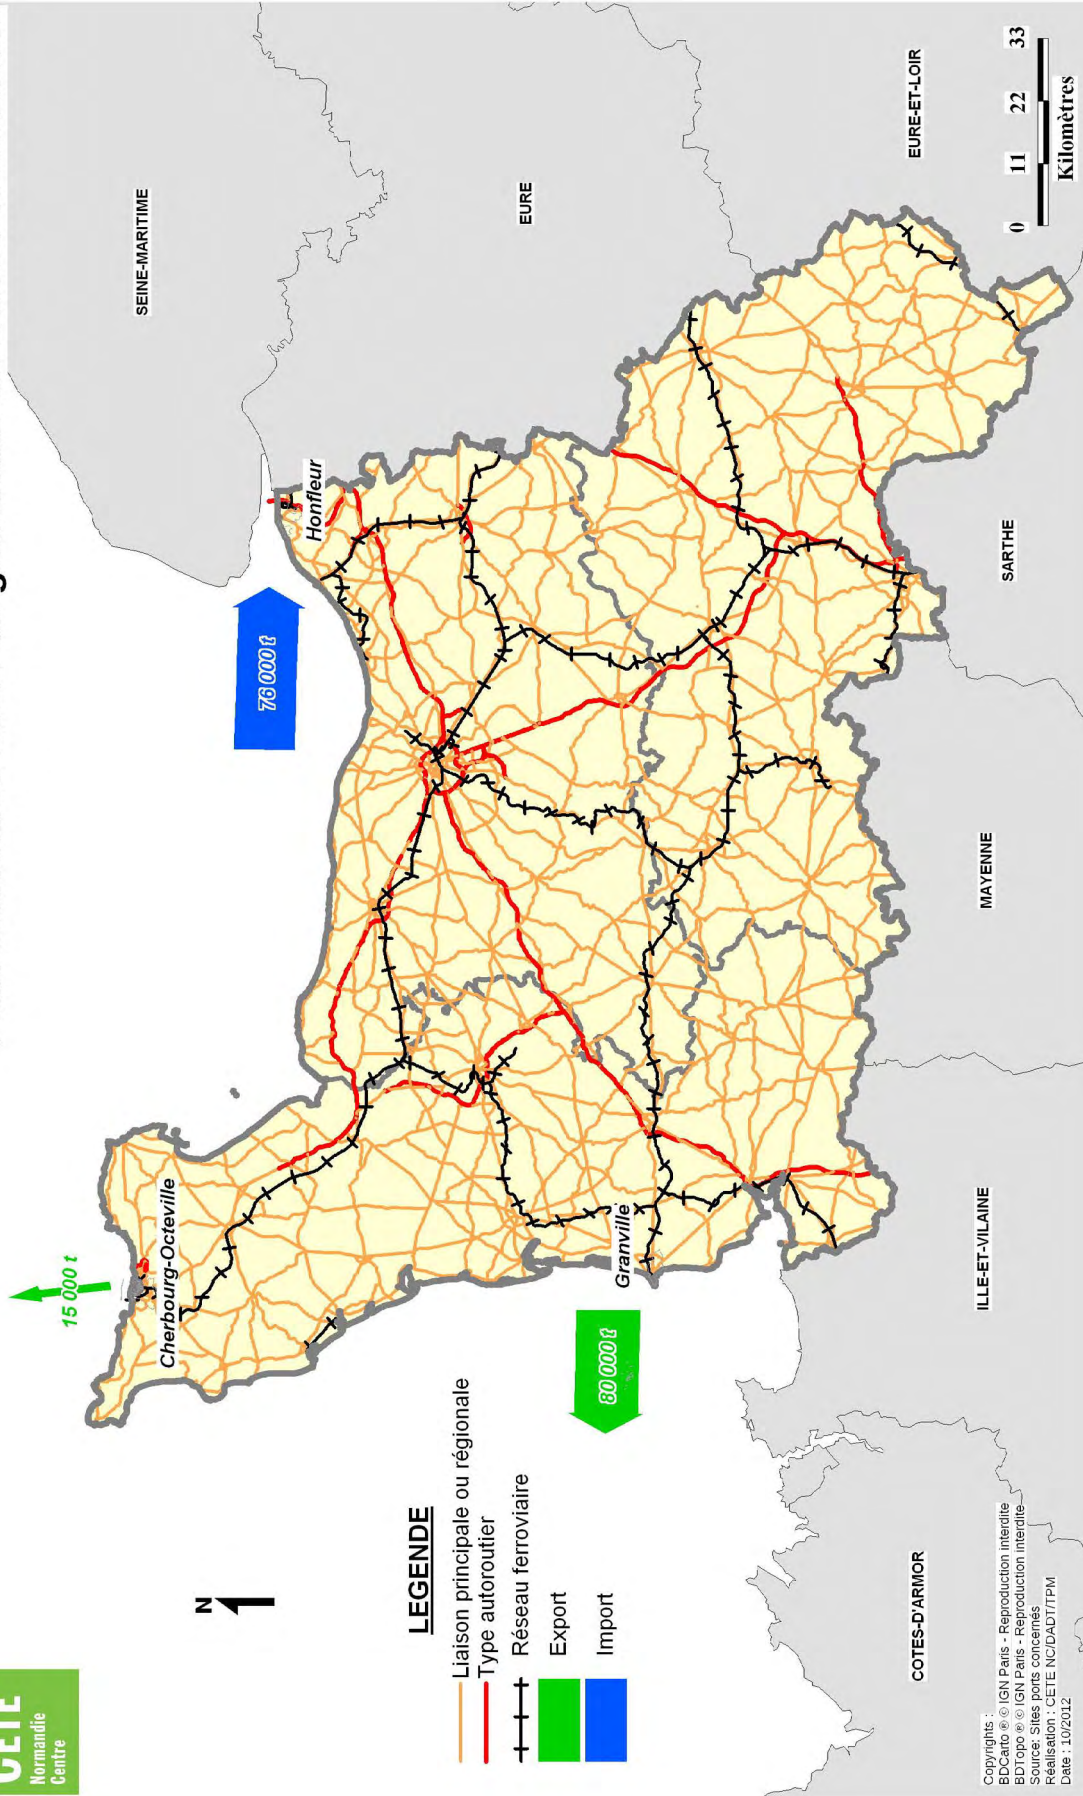 Normandie
Centre
15 000 t
76 000 t
80 000 t
Cherbourg-Octeville
Granville
Honfleur
SEINE-MARITIME
EURE
EURE-ET-LOIR
SARTHE
MAYENNE
ILLE-ET-VILAINE
COTES-D'ARMOR
N
LEGENDE
Liaison principale ou régionale
Type autoroutier
Réseau ferroviaire
Export
Import
Copyrights :
BDCarto ® © IGN Paris - Reproduction interdite
BDTopo ® © IGN Paris - Reproduction interdite
Source: Sites ports concernés
Réalisation : CETE NC/DADT/TPM
Date : 10/2012
0 11 22 33
Kilomètres